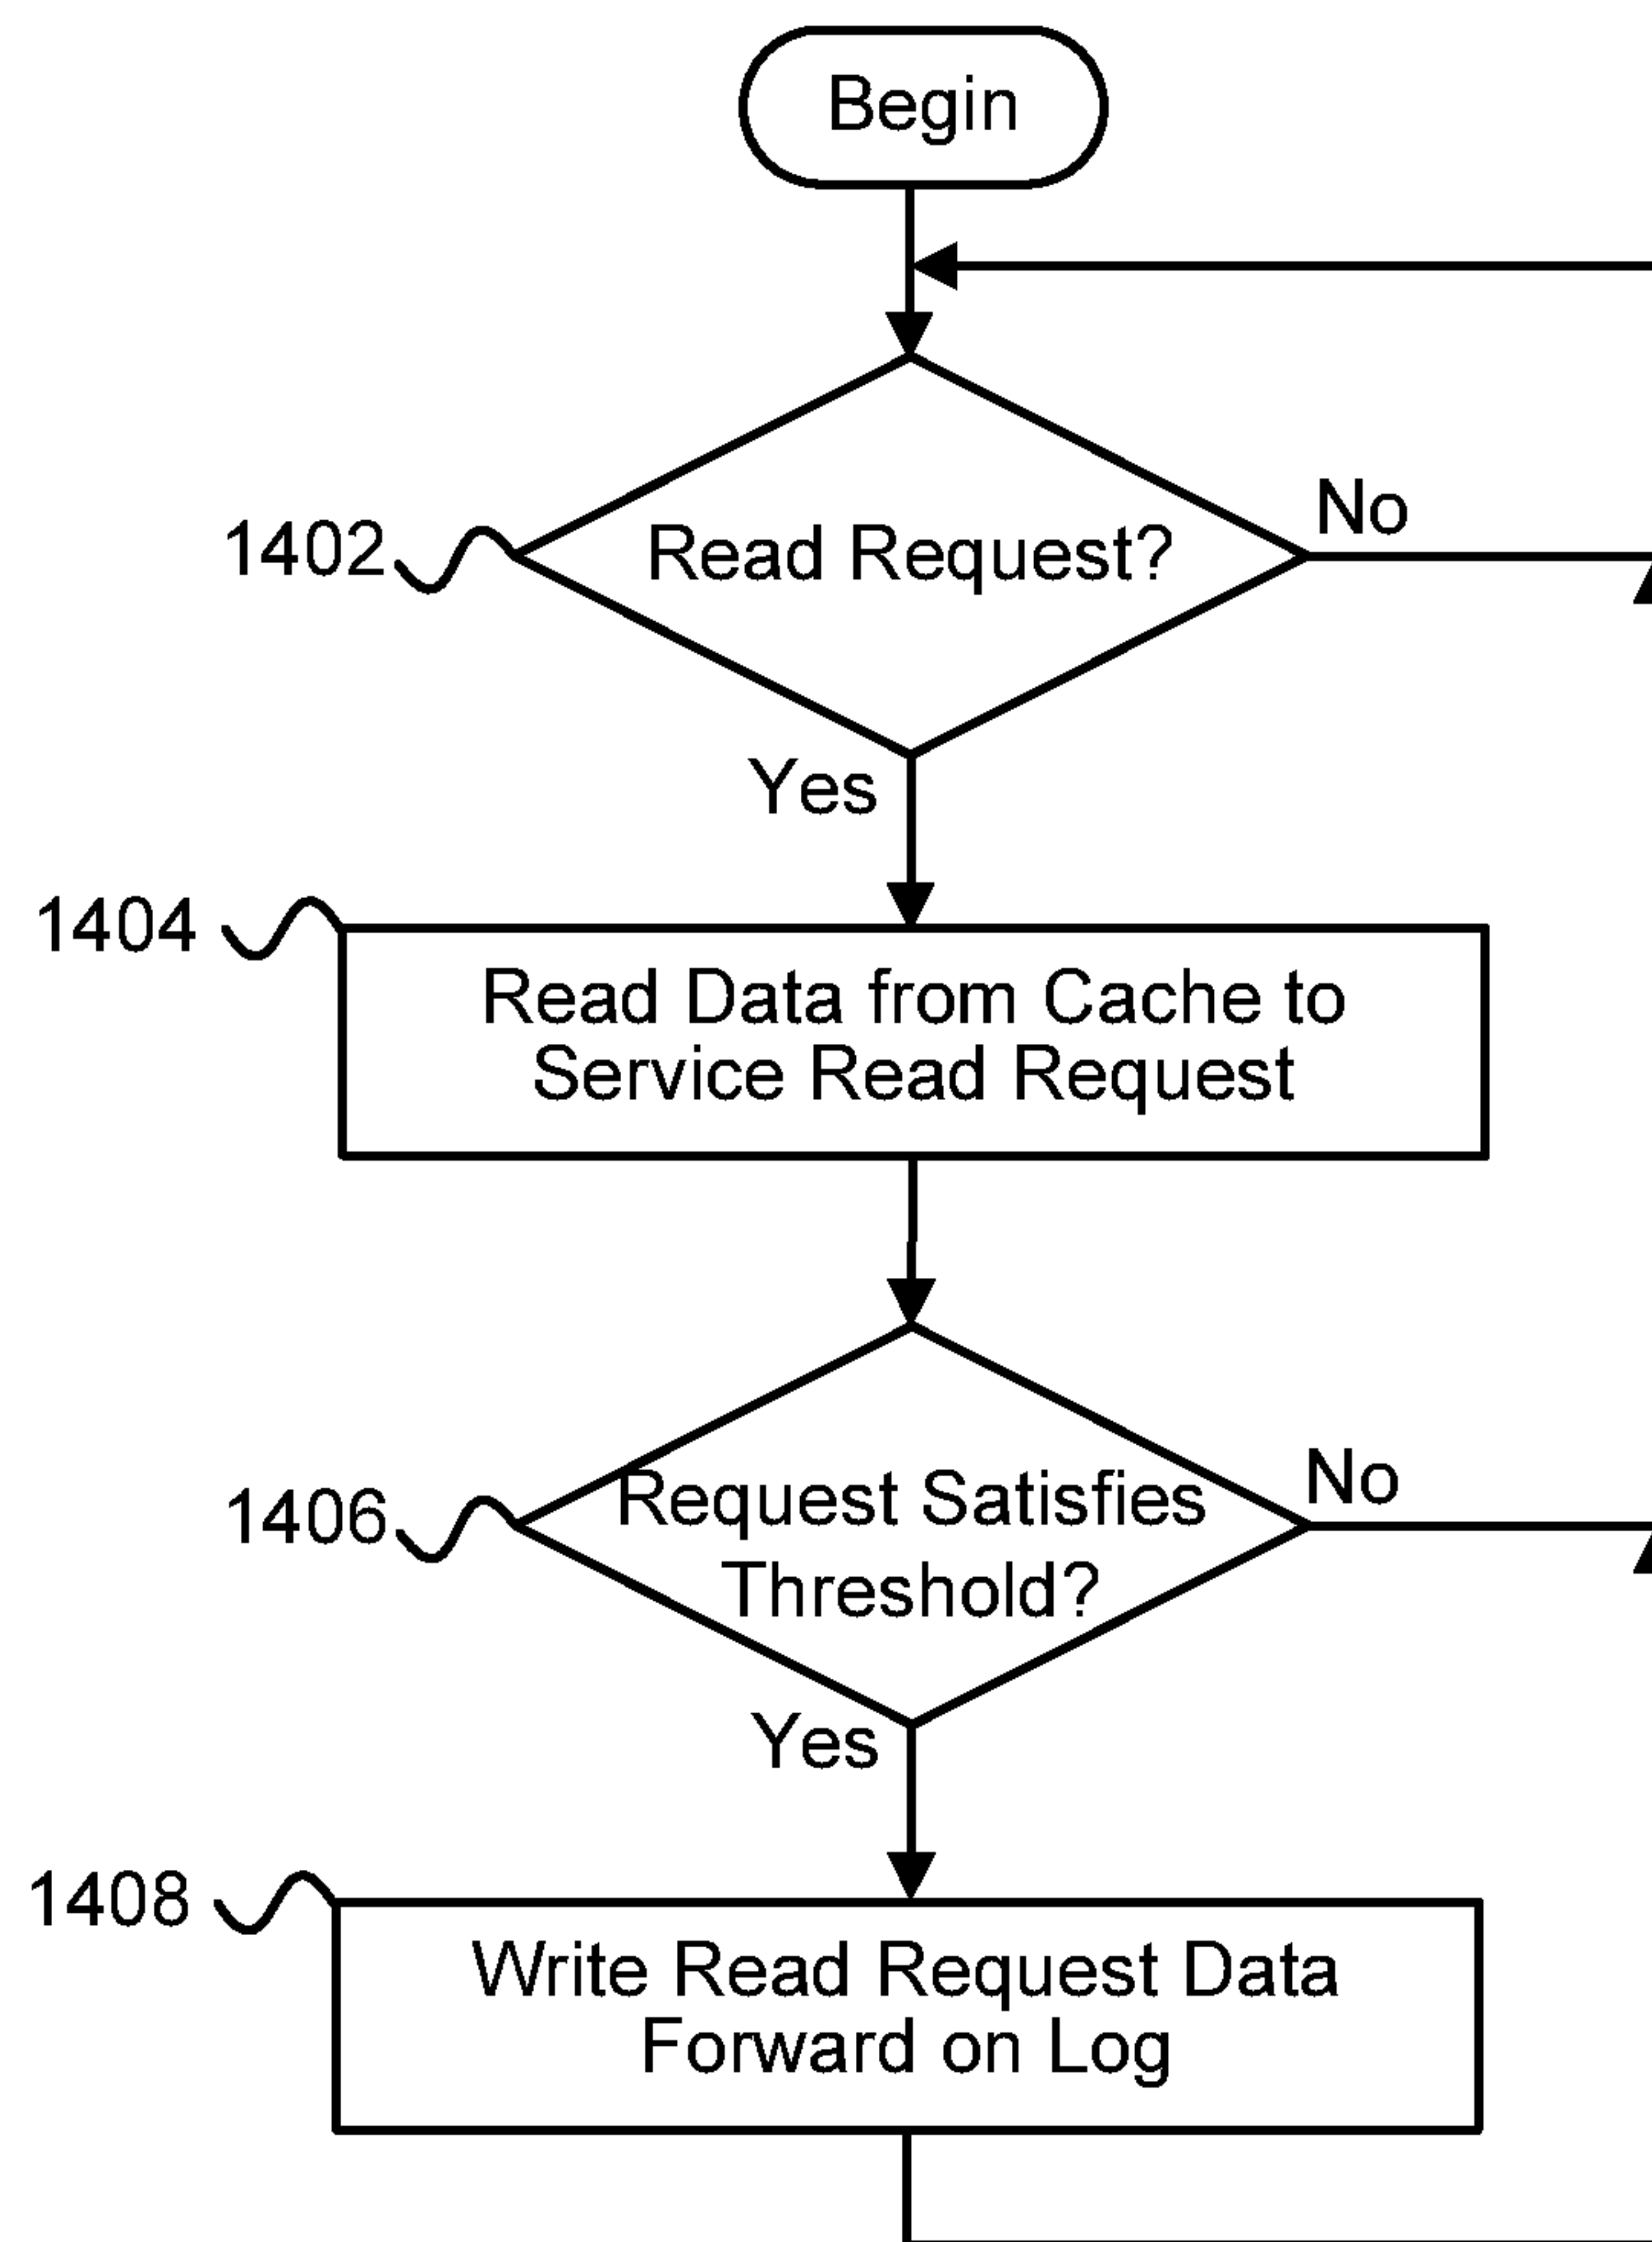 Begin
No
1402
Read Request?
Yes
1404
Read Data from Cache to
Service Read Request
No
1406
Request Satisfies
Threshold?
Yes
1408
Write Read Request Data
Forward on Log